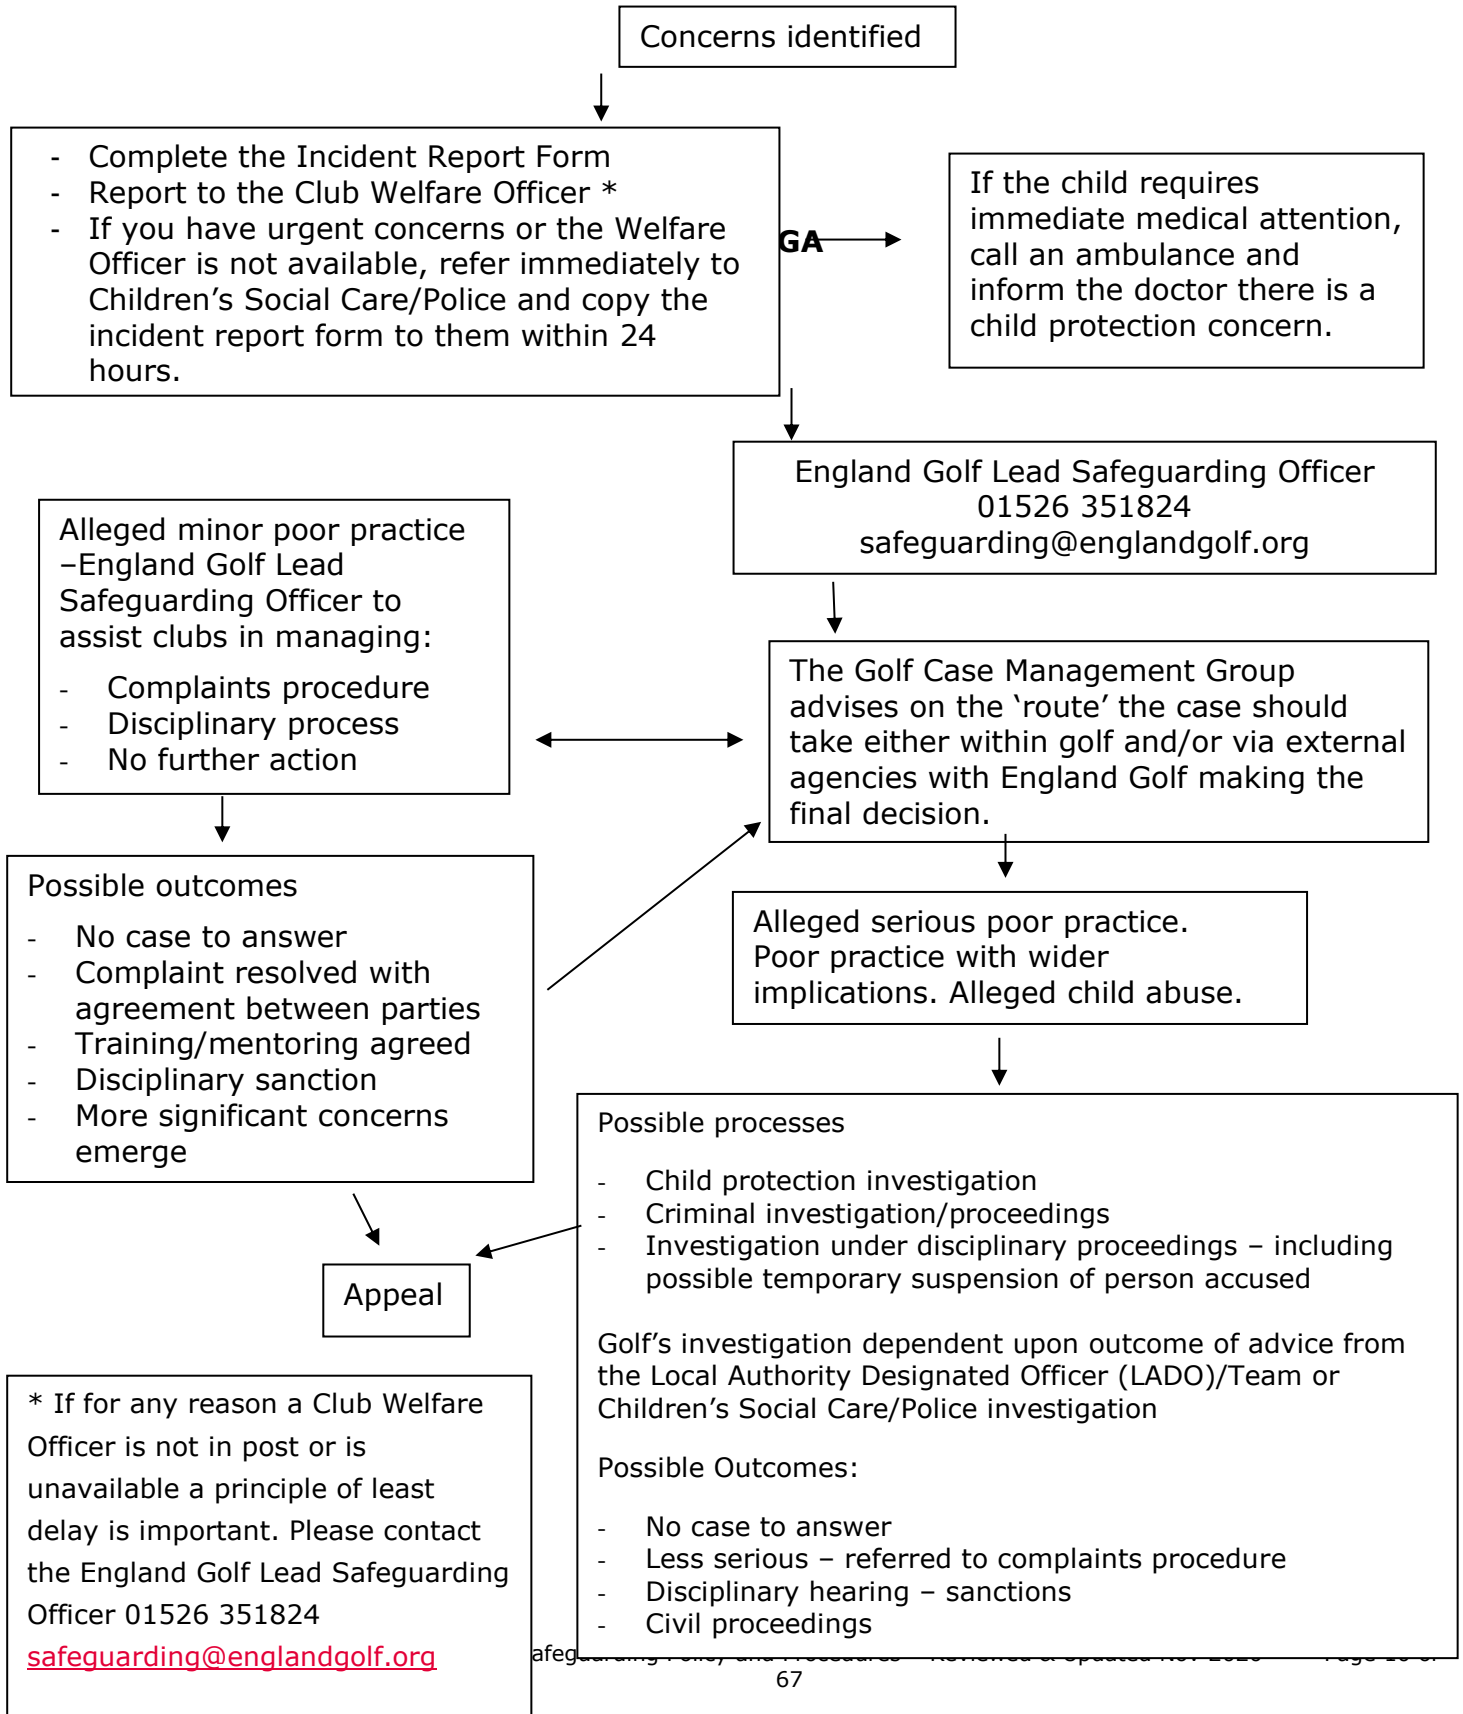 Concerns identified
- Complete the Incident Report Form
- Report to the Club Welfare Officer *
- If you have urgent concerns or the Welfare
Officer is not available, refer immediately to
Children’s Social Care/Police and copy the
incident report form to them within 24
hours.
GA
If the child requires
immediate medical attention,
call an ambulance and
inform the doctor there is a
child protection concern.
England Golf Lead Safeguarding Officer
01526 351824
safeguarding@englandgolf.org
Alleged minor poor practice
–England Golf Lead
Safeguarding Officer to
assist clubs in managing:
- Complaints procedure
- Disciplinary process
- No further action
The Golf Case Management Group
advises on the ‘route’ the case should
take either within golf and/or via external
agencies with England Golf making the
final decision.
Possible outcomes
- No case to answer
- Complaint resolved with
agreement between parties
- Training/mentoring agreed
- Disciplinary sanction
- More significant concerns
emerge
Alleged serious poor practice.
Poor practice with wider
implications. Alleged child abuse.
Possible processes
- Child protection investigation
- Criminal investigation/proceedings
- Investigation under disciplinary proceedings – including
possible temporary suspension of person accused
Golf’s investigation dependent upon outcome of advice from
the Local Authority Designated Officer (LADO)/Team or
Children’s Social Care/Police investigation
Possible Outcomes:
- No case to answer
- Less serious – referred to complaints procedure
- Disciplinary hearing – sanctions
- Civil proceedings
Appeal
* If for any reason a Club Welfare
Officer is not in post or is
unavailable a principle of least
delay is important. Please contact
the England Golf Lead Safeguarding
Officer 01526 351824
safeguarding@englandgolf.org
afeguarding Policy and Procedures
67